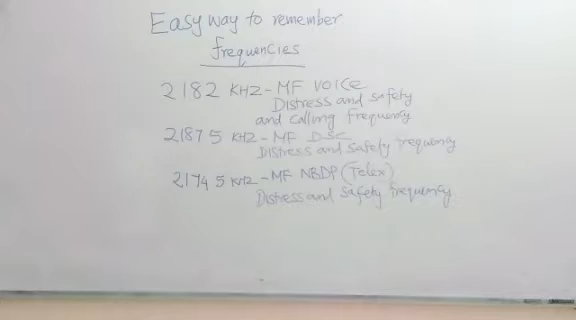 Easy way to remember
frequencies
2182 KHZ - MF VOICE
Distress and safety
and calling frequency
2187 5 KHZ - MF DSC
Distress and safety frequency
2174 5 KHZ - MF NBDP (Telex)
Distress and safety frequency